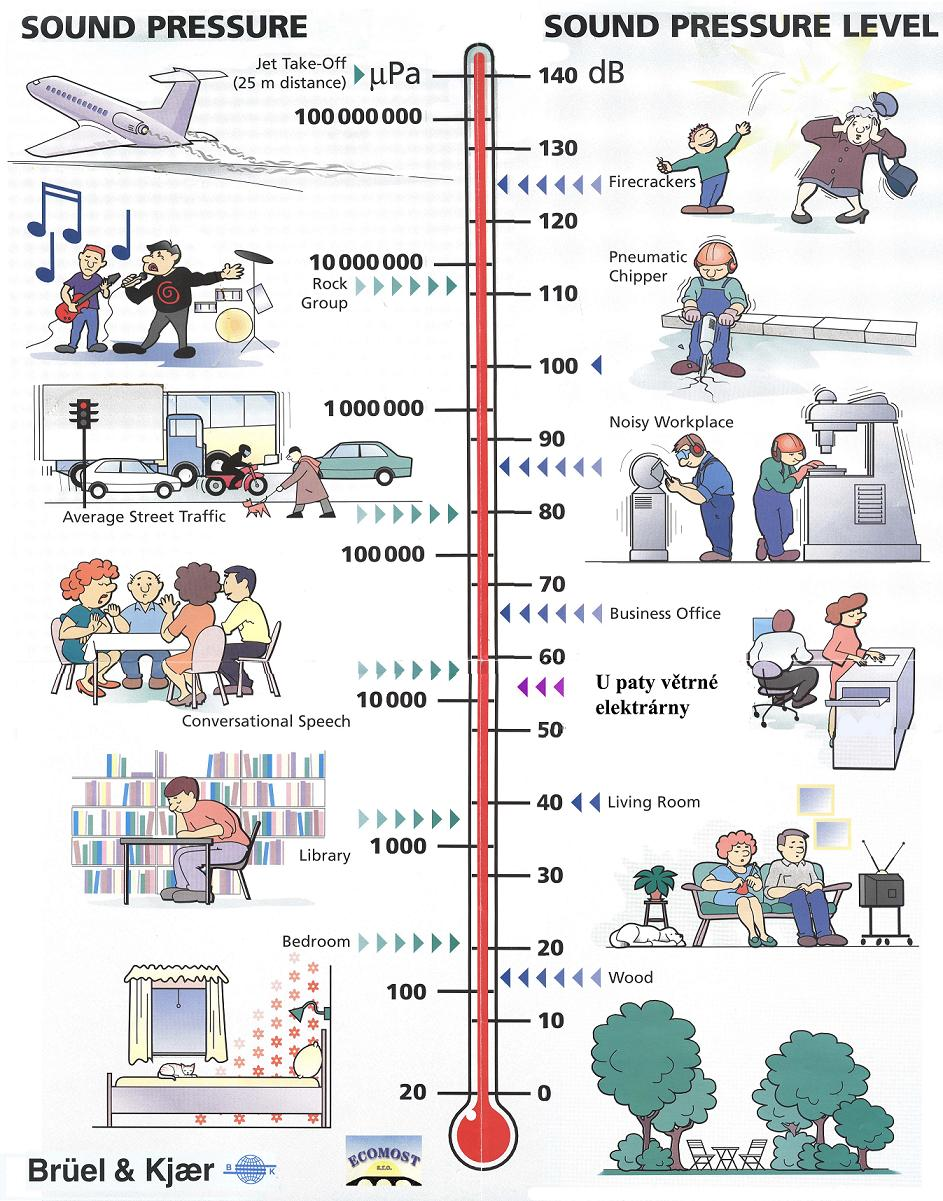 SOUND PRESSURE
SOUND PRESSURE LEVEL
Jet Take-Off
(25 m distance)
µPa
140 dB
100 000 000
130
Firecrackers
120
10 000 000
Rock
Group
Pneumatic
Chipper
110
100
1 000 000
Noisy Workplace
90
Average Street Traffic
80
100 000
70
Business Office
60
U paty větrné
elektrárny
10 000
Conversational Speech
50
40
Living Room
Library
1 000
30
Bedroom
20
Wood
100
10
20
0
Brüel & Kjær
B K
ECOMOST
s.r.o.